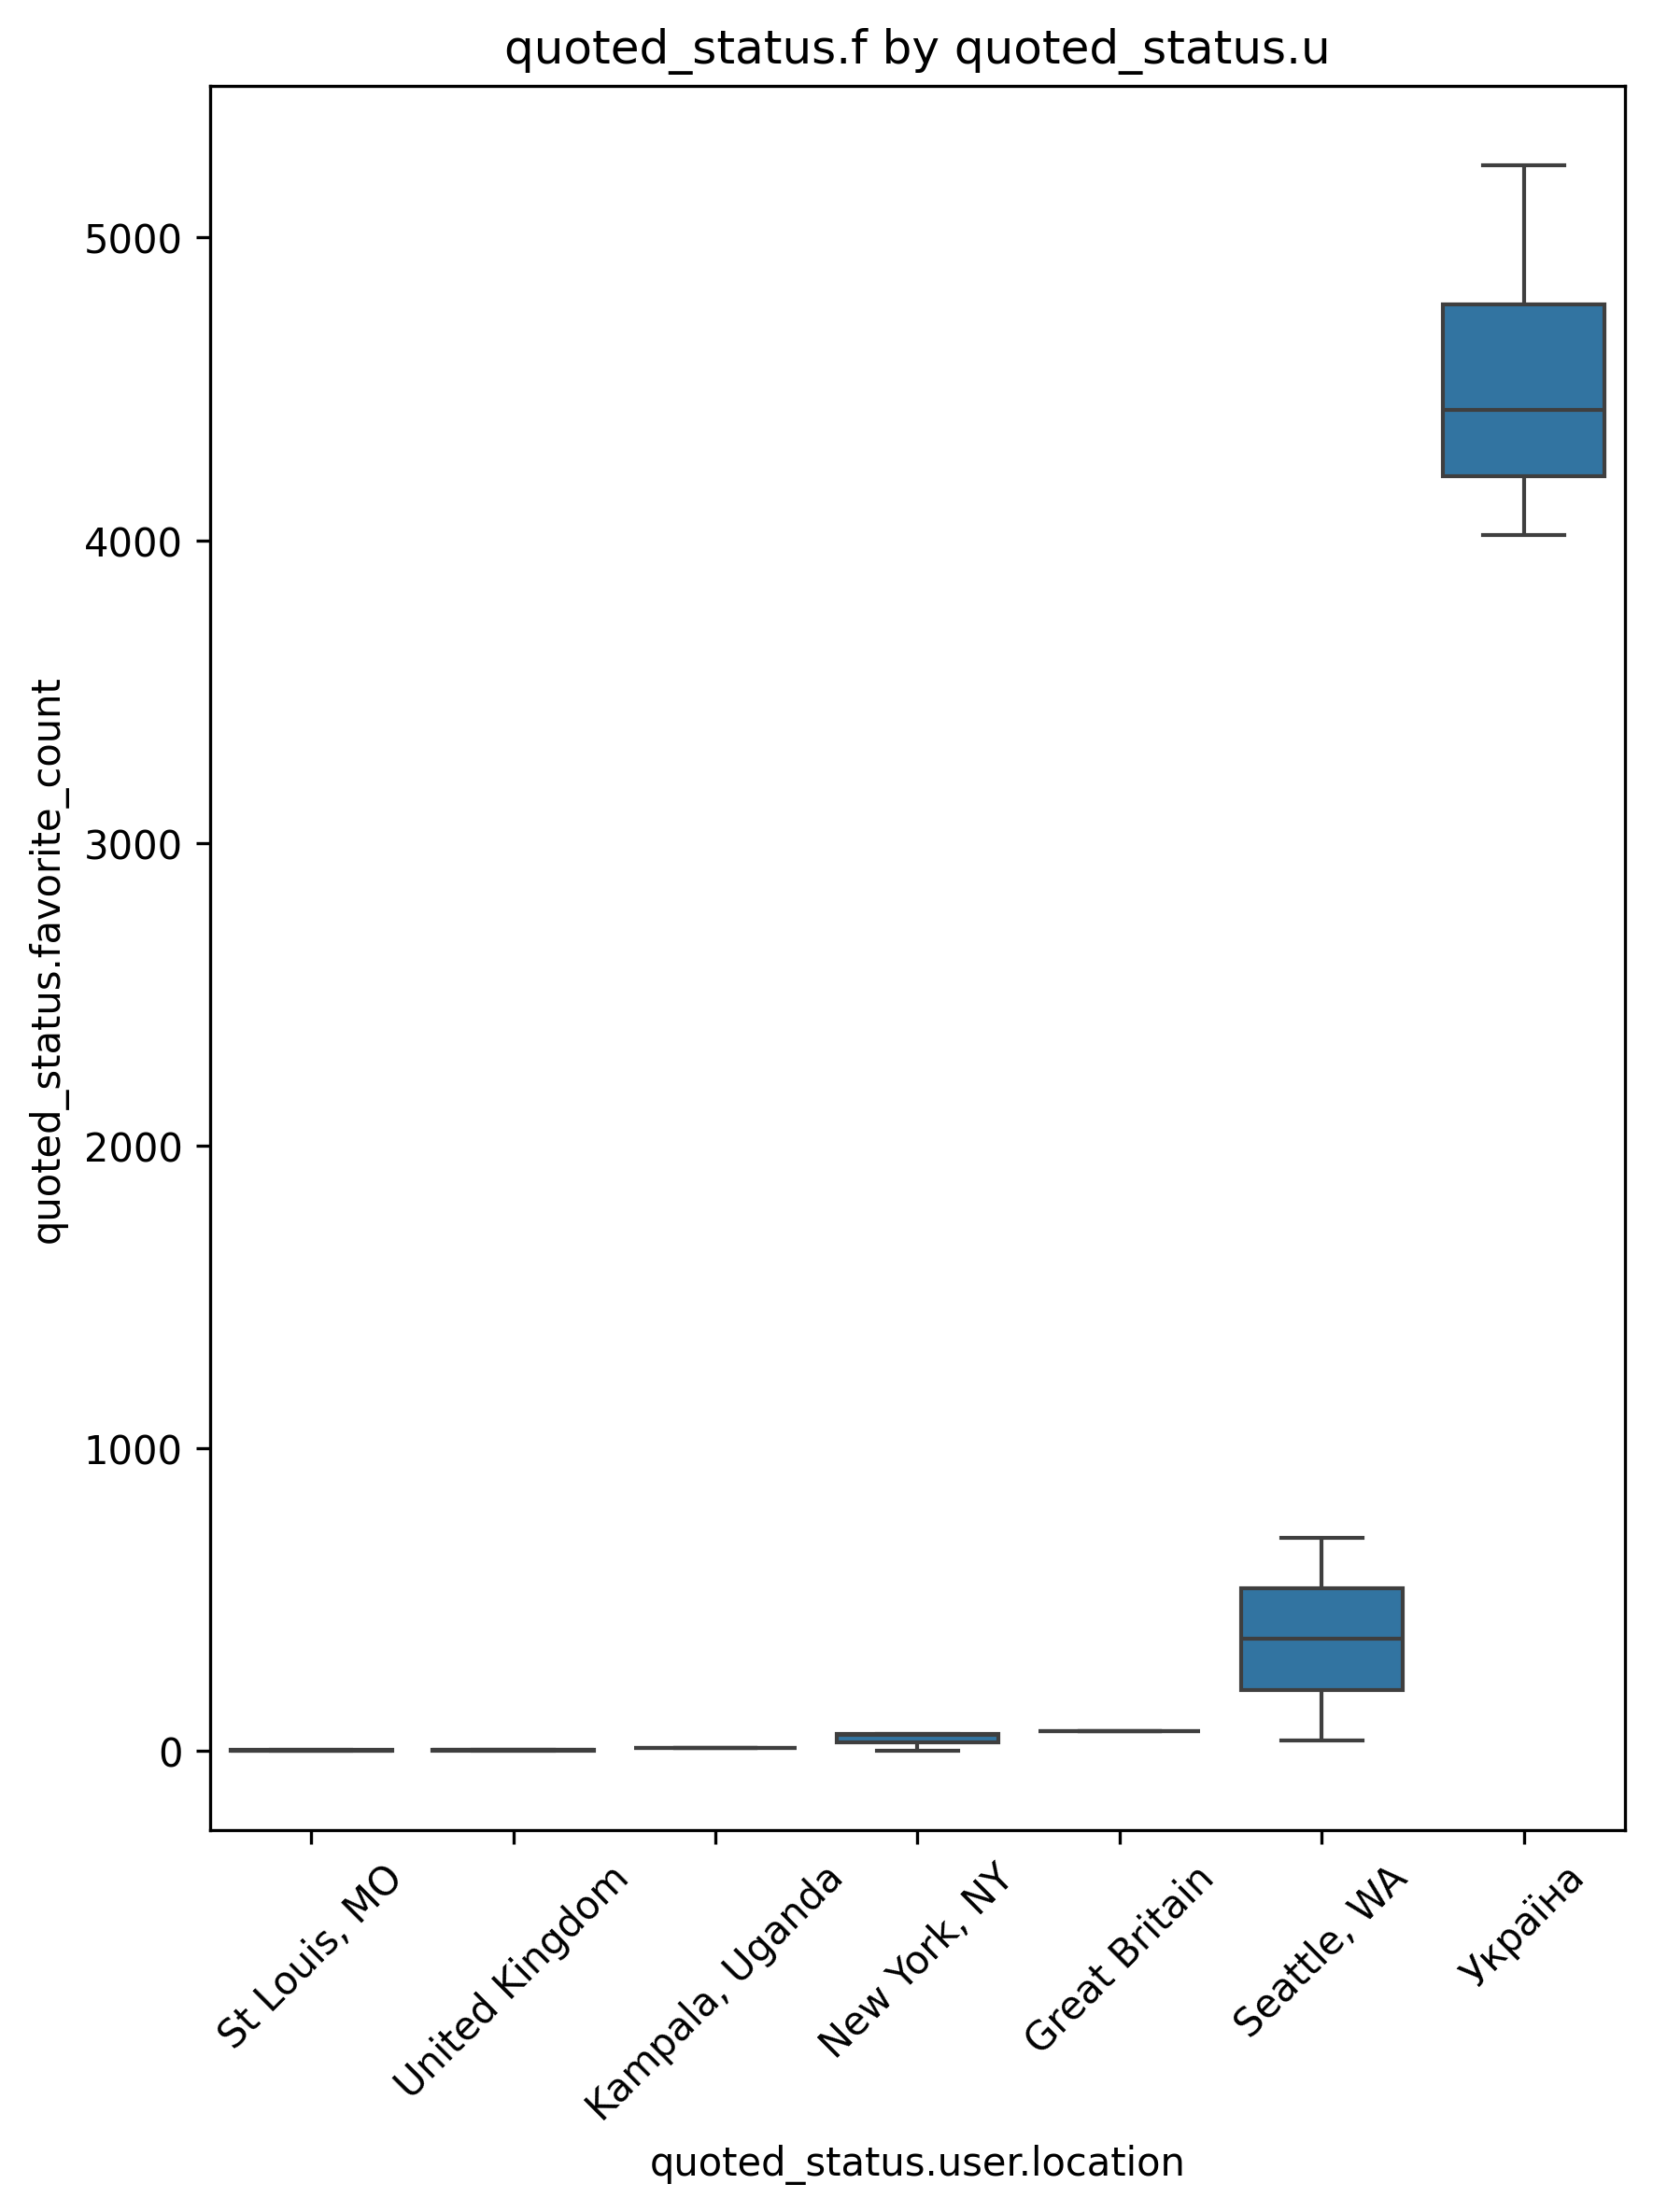 quoted_status.f by quoted_status.u
quoted_status.favorite_count
5000
4000
3000
2000
1000
0
St Louis, MO
United Kingdom
Kampala, Uganda
New York, NY
Great Britain
Seattle, WA
Україна
quoted_status.user.location